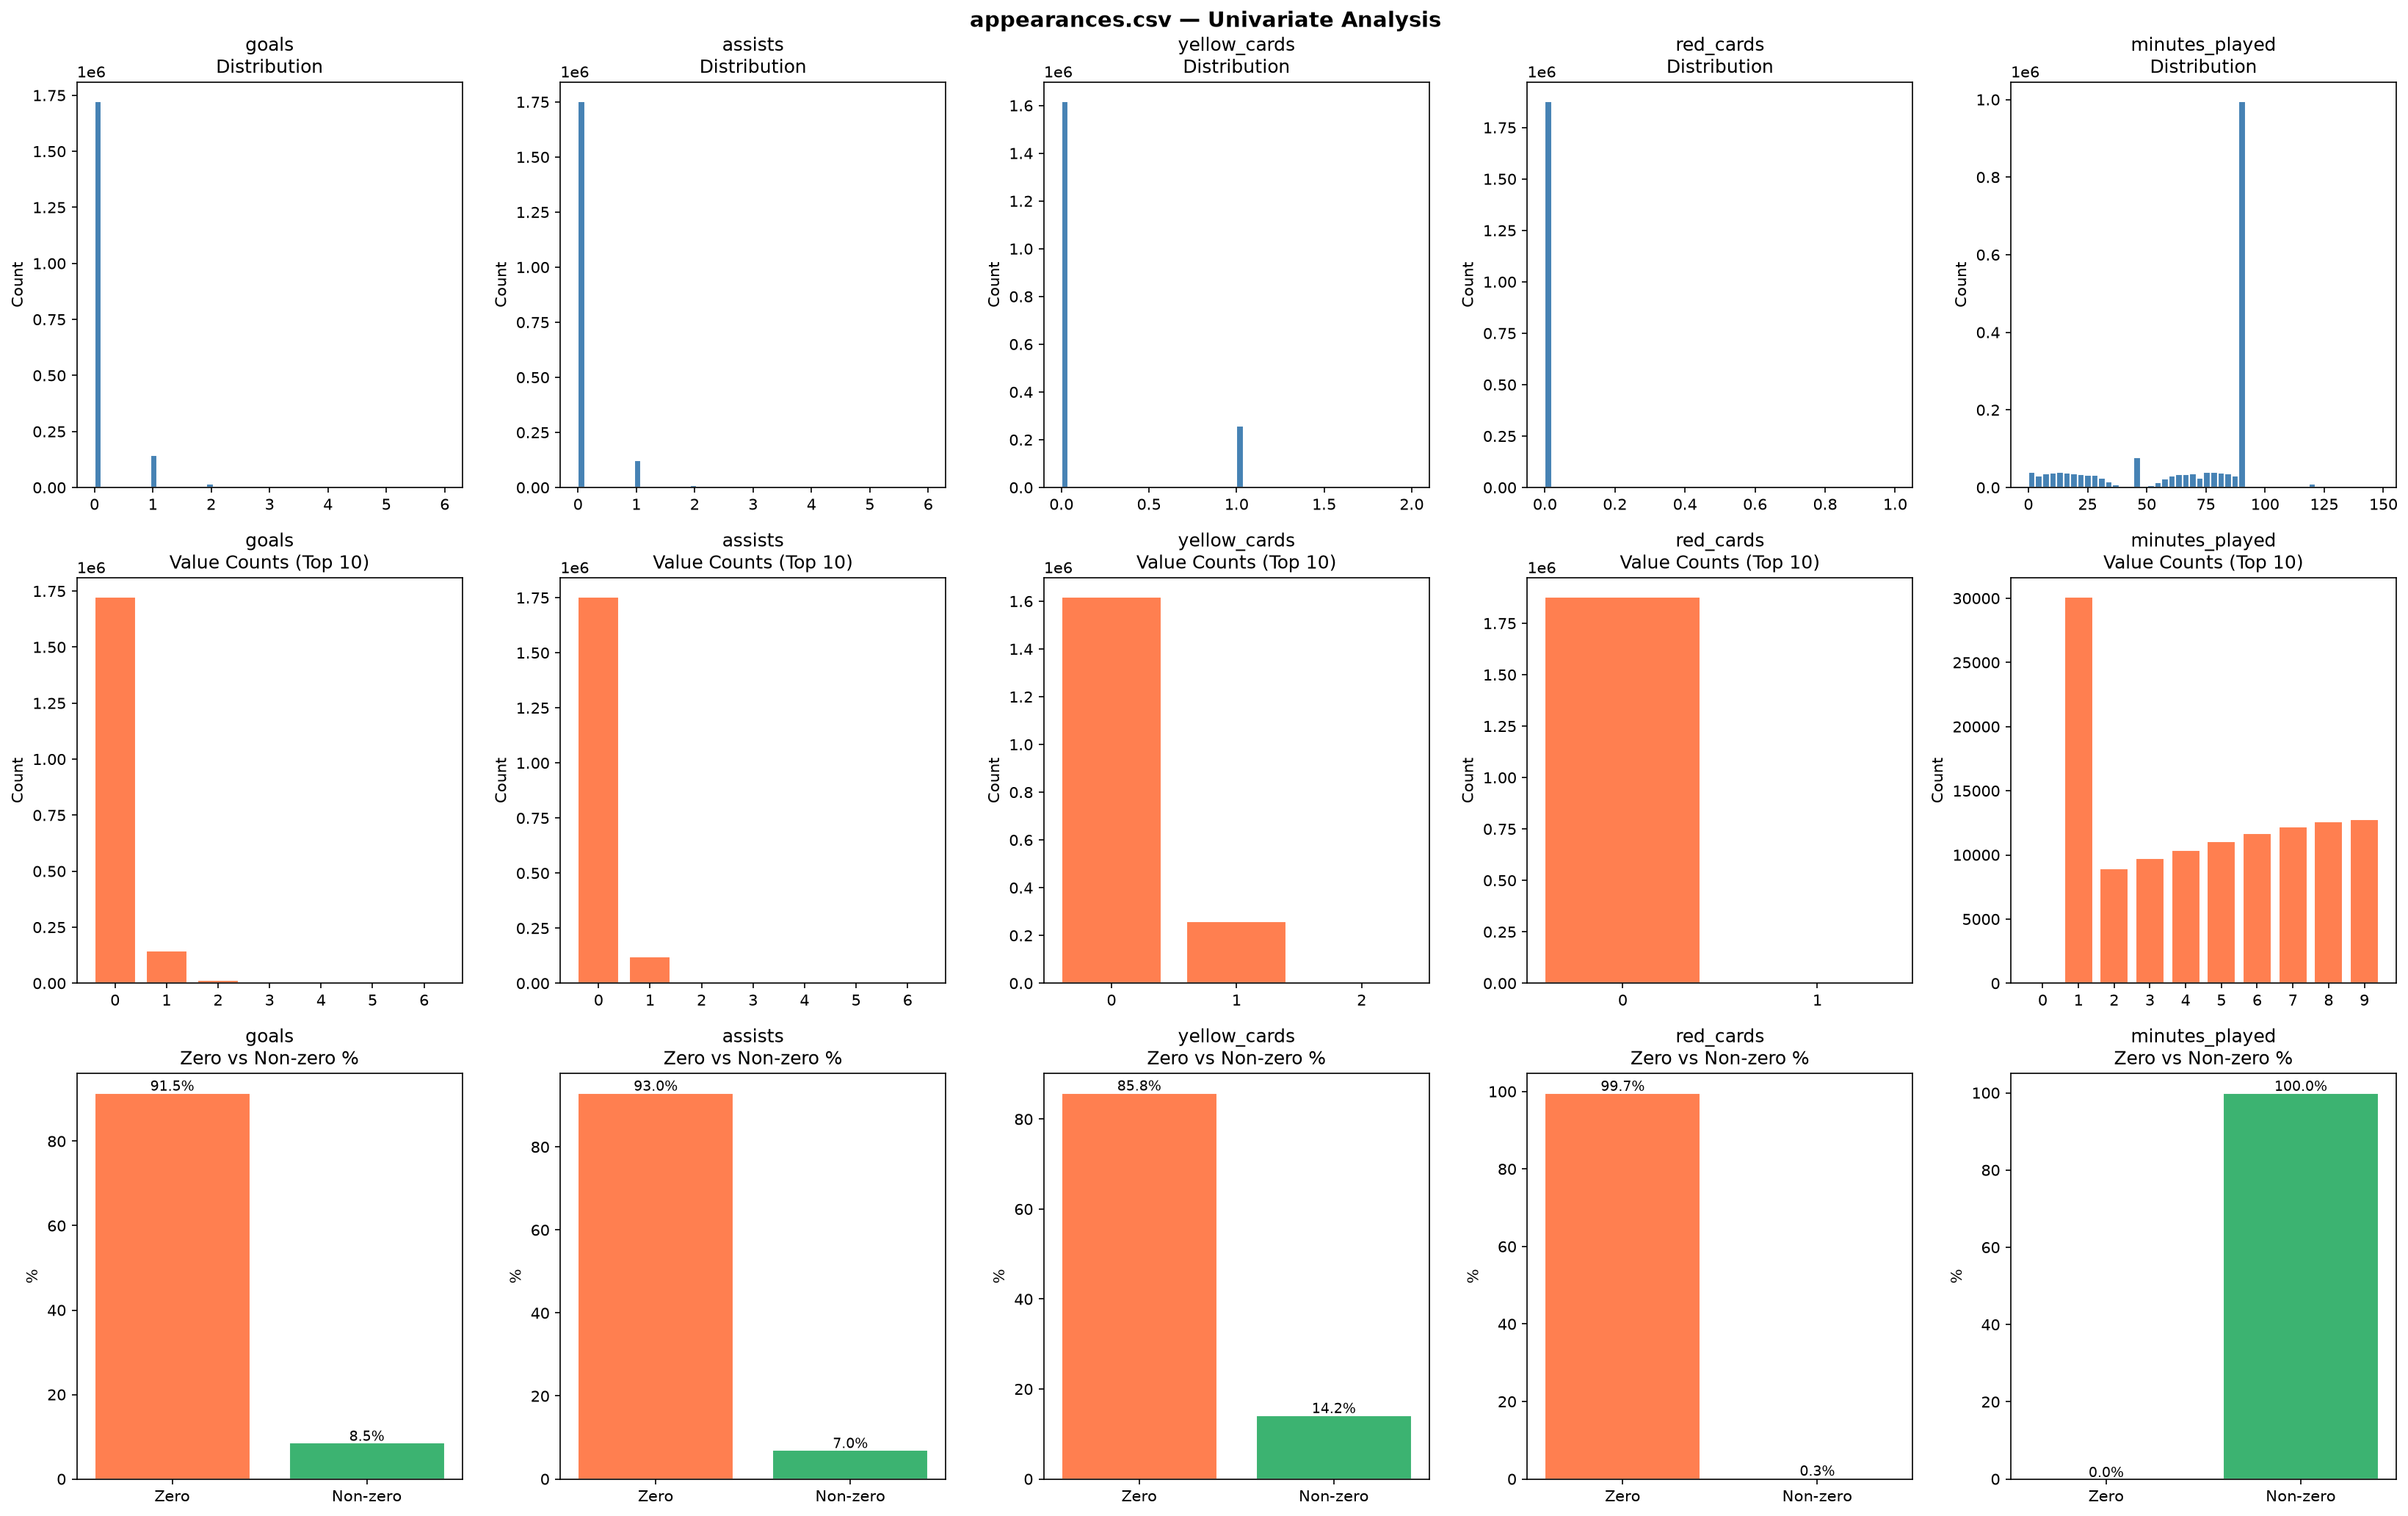 appearances.csv — Univariate Analysis
goals
Distribution
1e6
Count
1.75
1.50
1.25
1.00
0.75
0.50
0.25
0.00
0 1 2 3 4 5 6
assists
Distribution
1e6
Count
1.75
1.50
1.25
1.00
0.75
0.50
0.25
0.00
0 1 2 3 4 5 6
yellow_cards
Distribution
1e6
Count
1.6
1.4
1.2
1.0
0.8
0.6
0.4
0.2
0.0
0.0 0.5 1.0 1.5 2.0
red_cards
Distribution
1e6
Count
1.75
1.50
1.25
1.00
0.75
0.50
0.25
0.00
0.0 0.2 0.4 0.6 0.8 1.0
minutes_played
Distribution
1e6
Count
1.0
0.8
0.6
0.4
0.2
0.0
0 25 50 75 100 125 150
goals
Value Counts (Top 10)
1e6
Count
1.75
1.50
1.25
1.00
0.75
0.50
0.25
0.00
0 1 2 3 4 5 6
assists
Value Counts (Top 10)
1e6
Count
1.75
1.50
1.25
1.00
0.75
0.50
0.25
0.00
0 1 2 3 4 5 6
yellow_cards
Value Counts (Top 10)
1e6
Count
1.6
1.4
1.2
1.0
0.8
0.6
0.4
0.2
0.0
0 1 2
red_cards
Value Counts (Top 10)
1e6
Count
1.75
1.50
1.25
1.00
0.75
0.50
0.25
0.00
0 1
minutes_played
Value Counts (Top 10)
Count
30000
25000
20000
15000
10000
5000
0
0 1 2 3 4 5 6 7 8 9
goals
Zero vs Non-zero %
%
80
60
40
20
0
91.5%
8.5%
Zero Non-zero
assists
Zero vs Non-zero %
%
80
60
40
20
0
93.0%
7.0%
Zero Non-zero
yellow_cards
Zero vs Non-zero %
%
80
60
40
20
0
85.8%
14.2%
Zero Non-zero
red_cards
Zero vs Non-zero %
%
100
80
60
40
20
0
99.7%
0.3%
Zero Non-zero
minutes_played
Zero vs Non-zero %
%
100
80
60
40
20
0
0.0%
100.0%
Zero Non-zero